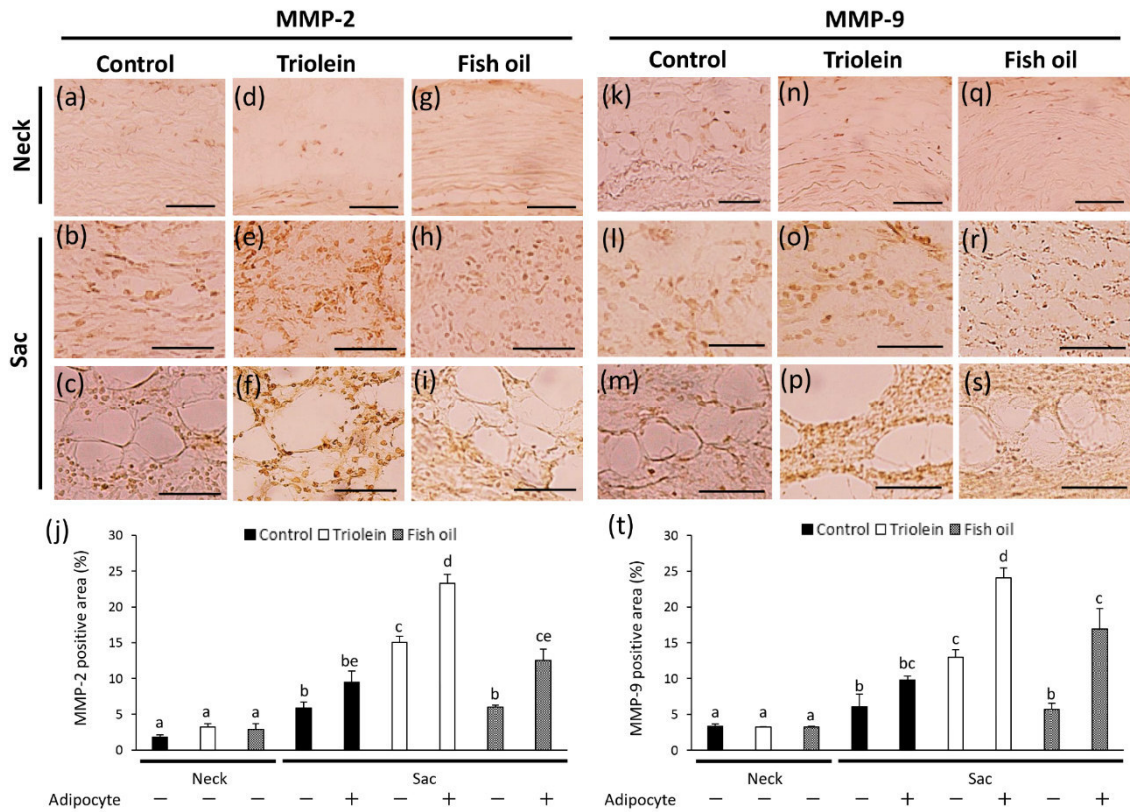 MMP-2
MMP-9
Control Triolein Fish oil
Control Triolein Fish oil
Neck
(a) (d) (g) (k) (n) (q)
Sac
(b) (e) (h) (l) (o) (r)
(c) (f) (i) (m) (p) (s)
(j)
Control Triolein Fish oil
MMP-2 positive area (%)
30
25
20
15
10
5
0
a a a b be c d b ce
Neck Sac
Adipocyte − − − − + − + − +
(t)
Control Triolein Fish oil
MMP-9 positive area (%)
30
25
20
15
10
5
0
a a a b bc c d b c
Neck Sac
Adipocyte − − − − + − + − +